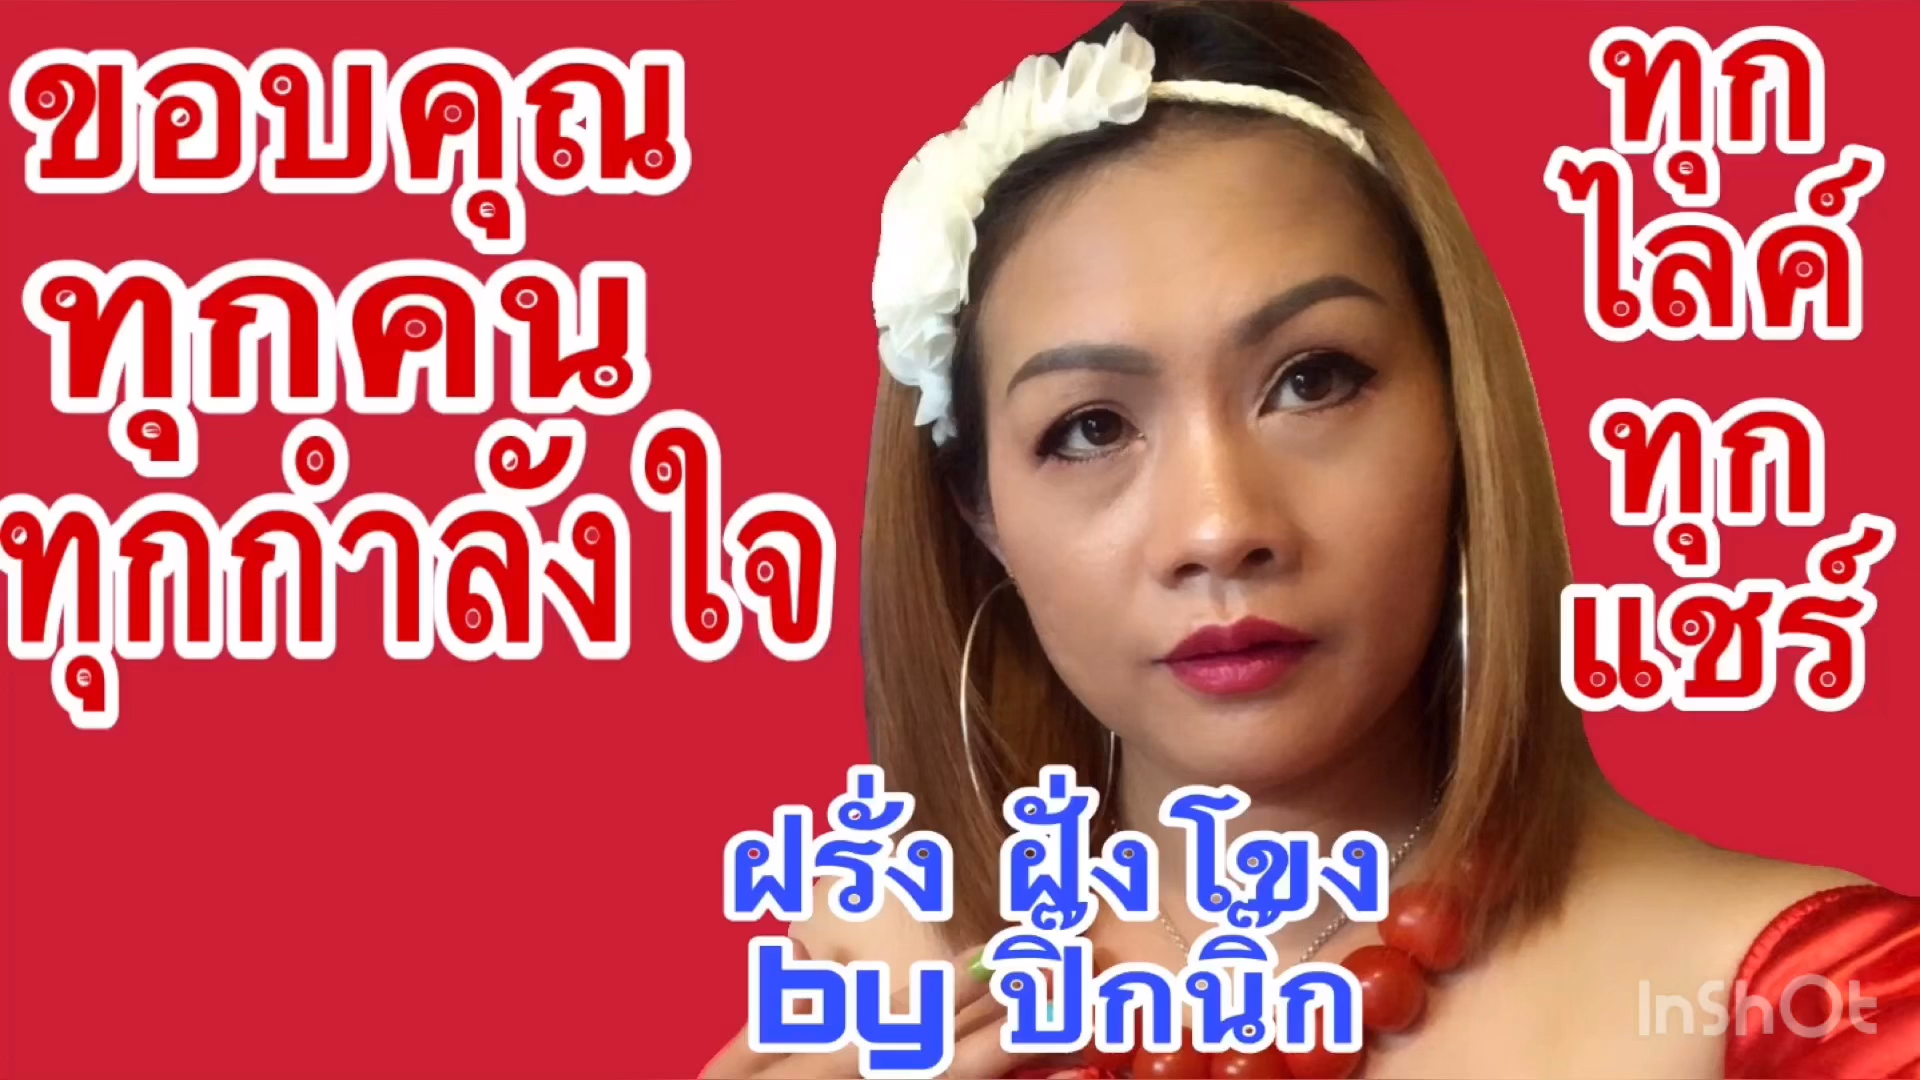 ขอบคุณ
ทุกคน
ทุกกำลังใจ
ทุก
ไลค์
ทุก
แชร์
ฝรั่ง ฝั่งโขง
by ปิ๊กนิ๊ก
InShOt